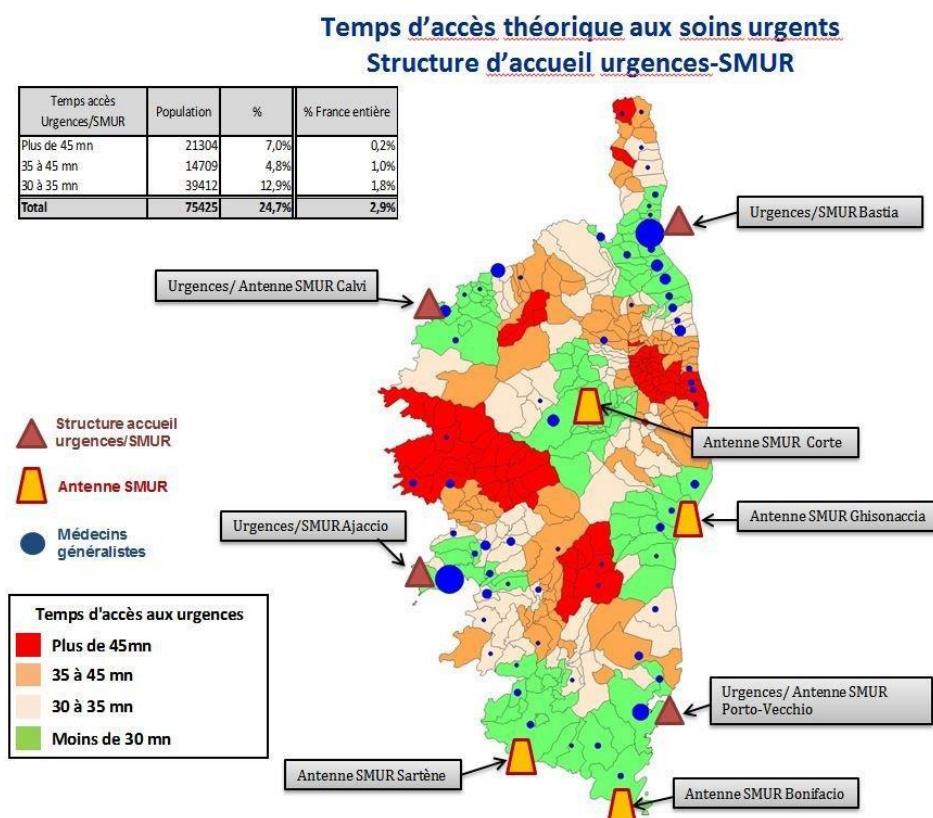 Temps d'accès théorique aux soins urgents
Structure d'accueil urgences-SMUR
Temps accès Urgences/SMUR Population % % France entière
Plus de 45 mn 21304 7,0% 0,2%
35 à 45 mn 14709 4,8% 1,0%
30 à 35 mn 39412 12,9% 1,8%
Total 75425 24,7% 2,9%
Urgences/SMUR Bastia
Urgences/ Antenne SMUR Calvi
Structure accueil
urgences/SMUR
Antenne SMUR
Médecins
généralistes
Antenne SMUR Corte
Antenne SMUR Ghisonaccia
Urgences/SMUR Ajaccio
Temps d'accès aux urgences
Plus de 45mn
35 à 45 mn
30 à 35 mn
Moins de 30 mn
Urgences/ Antenne SMUR
Porto-Vecchio
Antenne SMUR Sartène
Antenne SMUR Bonifacio